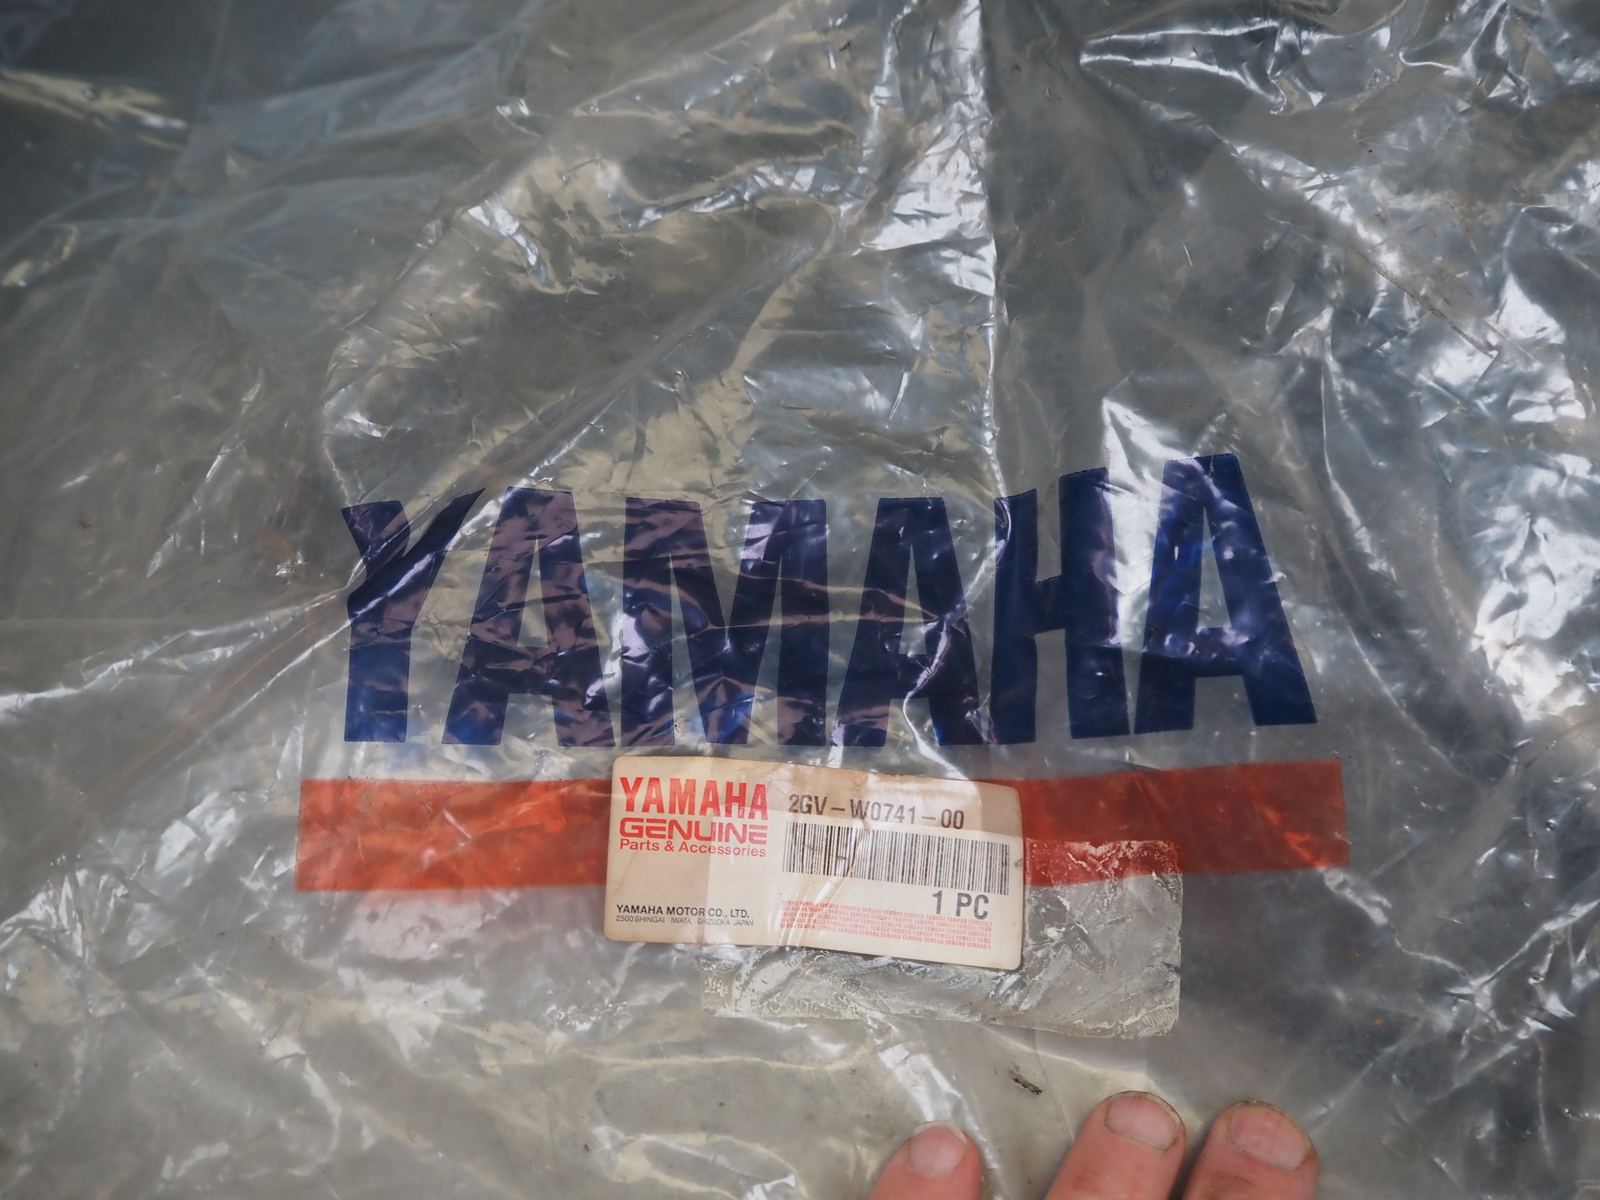 YAMAHA
YAMAHA
GENUINE
Parts & Accessories
2GV-W0741-00
1 PC
YAMAHA MOTOR CO., LTD.
2500 SHINGAI IWATA SHIZUOKA JAPAN